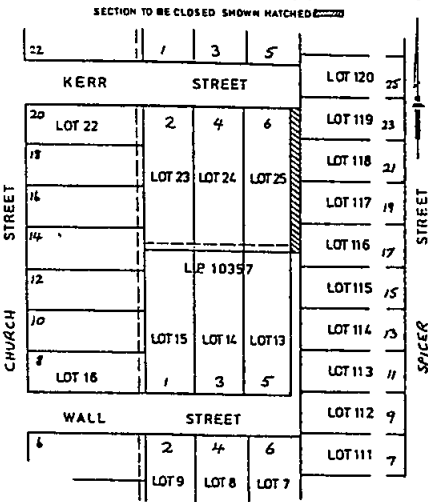 SECTION TO BE CLOSED SHOWN HATCHED
22 1 3 5
KERR STREET
LOT 120 25
20 LOT 22 2 4 6
LOT 119 23
18
LOT 118 21
LOT 23 LOT 24 LOT 25
16
LOT 117 19
14
LOT 116 17
L.P. 10357
12
LOT 115 15
10
LOT 15 LOT 14 LOT 13
LOT 114 13
8
LOT 113 11
LOT 16 1 3 5
WALL STREET
LOT 112 9
6 2 4 6
LOT 111 7
LOT 9 LOT 8 LOT 7
CHURCH STREET
SPICER STREET